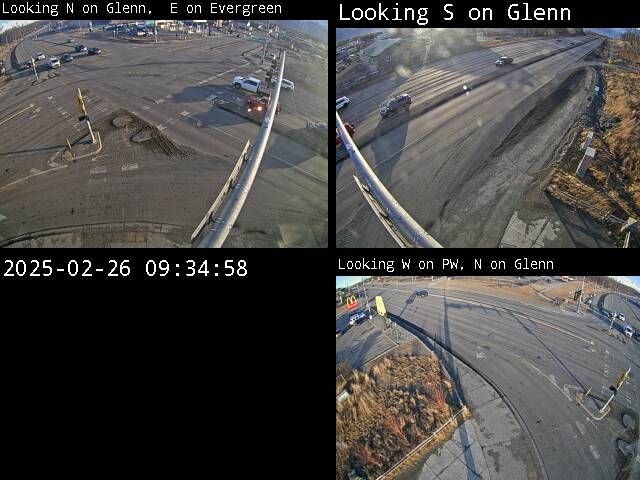 Looking N on Glenn,  E on Evergreen
Looking S on Glenn
2025-02-26 09:34:58
Looking W on PW, N on Glenn